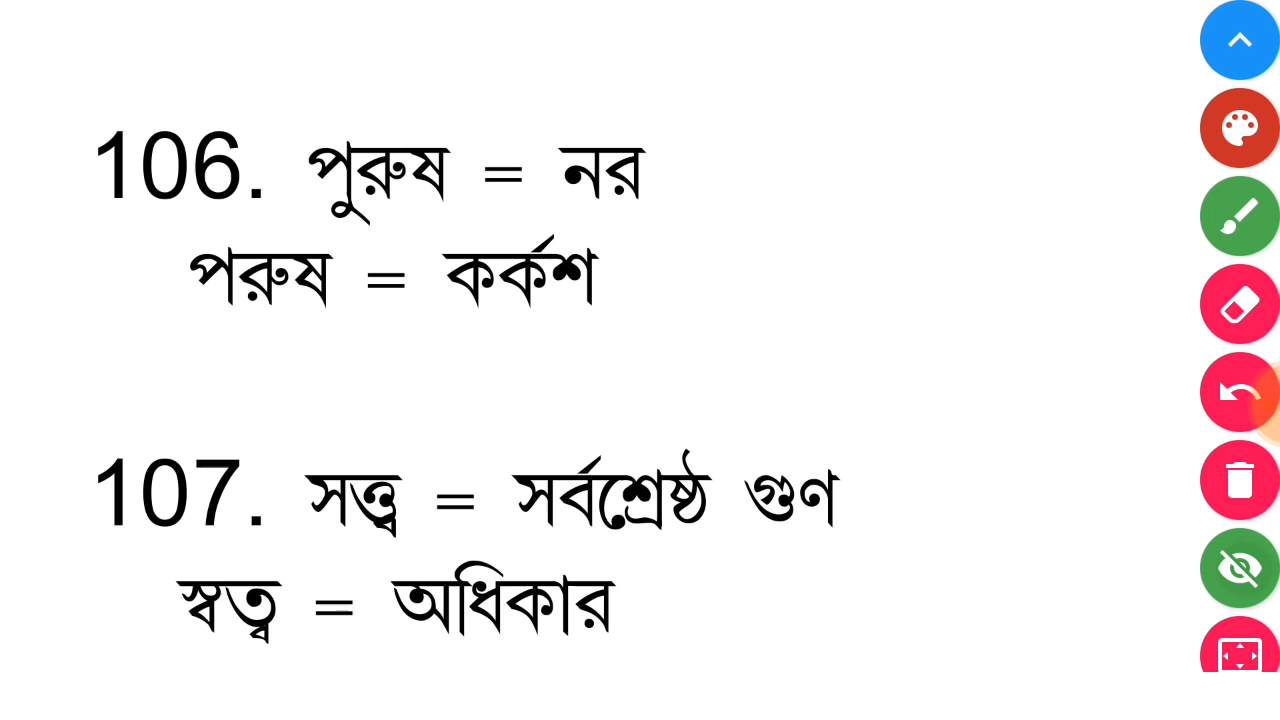 106. পুরুষ = নর
পরুষ = কর্কশ
107. সত্ত্ব = সর্বশ্রেষ্ঠ গুণ
স্বত্ব = অধিকার